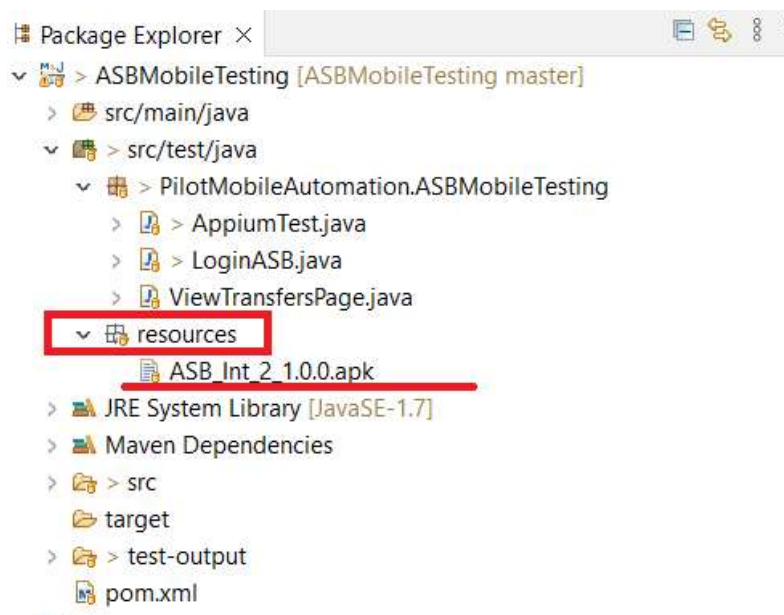 Package Explorer ×
> ASBMobileTesting [ASBMobileTesting master]
src/main/java
> src/test/java
> PilotMobileAutomation.ASBMobileTesting
> AppiumTest.java
> LoginASB.java
ViewTransfersPage.java
resources
ASB_Int_2_1.0.0.apk
JRE System Library [JavaSE-1.7]
Maven Dependencies
> src
target
> test-output
pom.xml